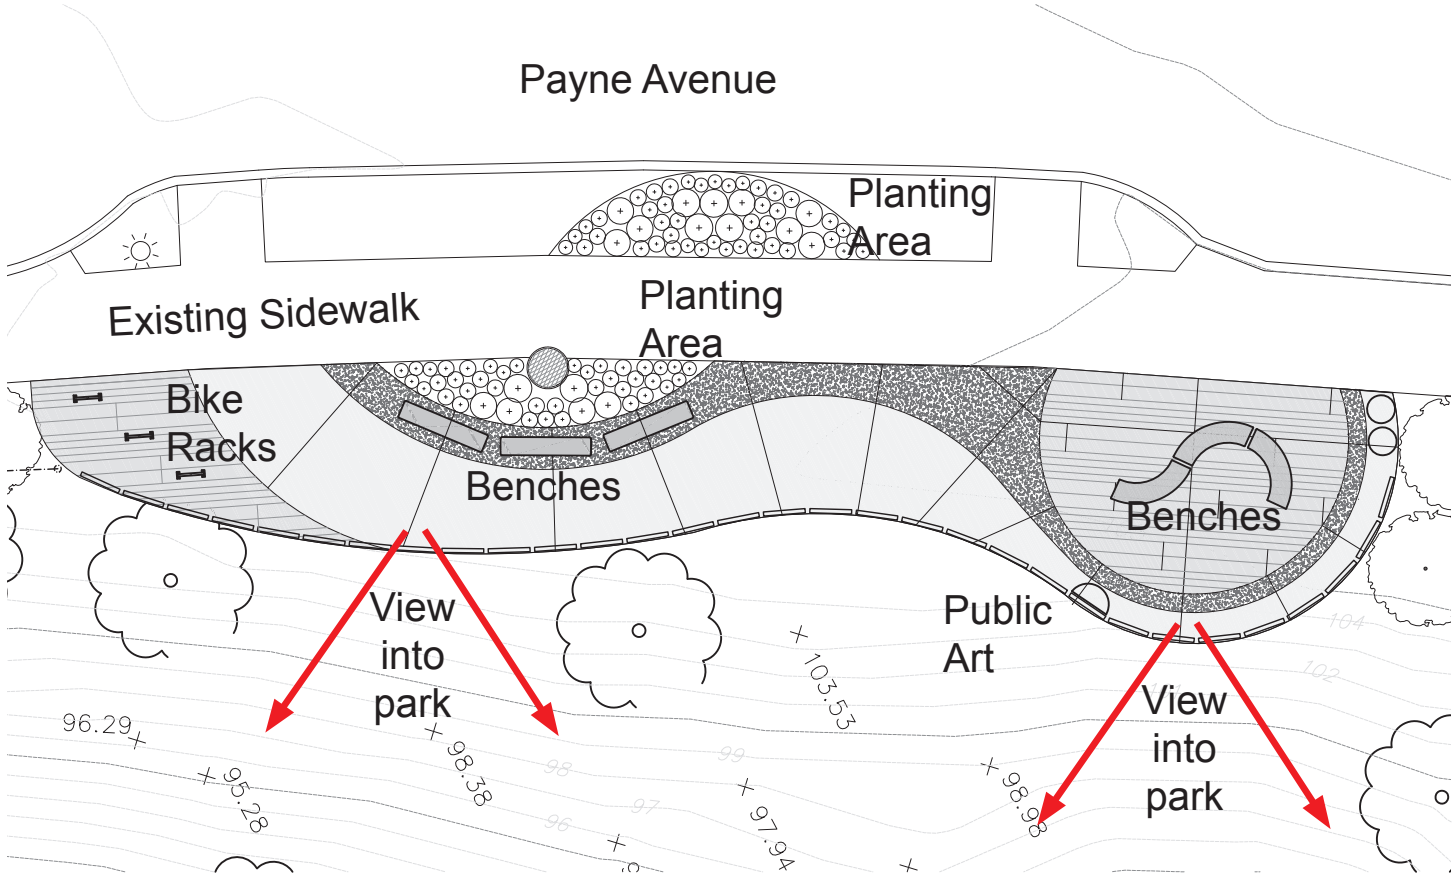 Payne Avenue
Planting
Area
Existing Sidewalk
Planting
Area
Bike
Racks
Benches
Benches
View
into
park
Public
Art
View
into
park
104
102
103.53
96.29
95.28
98.38
98
99
97
96
97.94
98.98